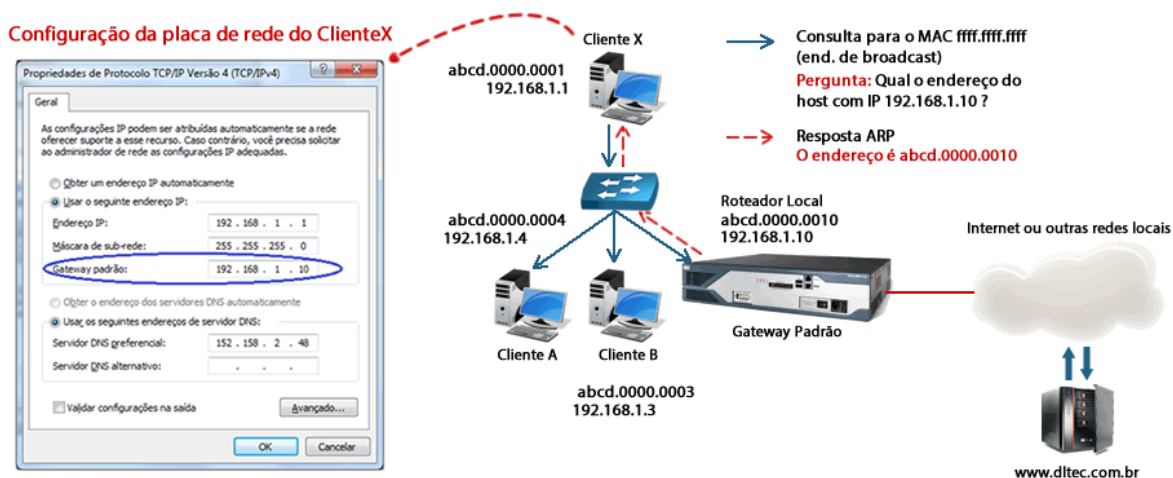 Configuração da placa de rede do ClienteX
Propriedades de Protocolo TCP/IP Versão 4 (TCP/IPv4)
Geral
As configurações IP podem ser atribuídas automaticamente se a rede
oferecer suporte a esse recurso. Caso contrário, você precisa solicitar
ao administrador de rede as configurações IP adequadas.
Obter um endereço IP automaticamente
Usar o seguinte endereço IP:
Endereço IP: 192 . 168 . 1 . 1
Máscara de sub-rede: 255 . 255 . 255 . 0
Gateway padrão: 192 . 168 . 1 . 10
Obter o endereço dos servidores DNS automaticamente
Usar os seguintes endereços de servidor DNS:
Servidor DNS preferencial: 152 . 158 . 2 . 48
Servidor DNS alternativo: . . .
Validar configurações na saída
Avançado...
OK
Cancelar
Cliente X
abcd.0000.0001
192.168.1.1
Consulta para o MAC ffff.ffff.ffff
(end. de broadcast)
Pergunta: Qual o endereço do
host com IP 192.168.1.10 ?
Resposta ARP
O endereço é abcd.0000.0010
abcd.0000.0004
192.168.1.4
Roteador Local
abcd.0000.0010
192.168.1.10
Cliente A
Cliente B
abcd.0000.0003
192.168.1.3
Gateway Padrão
Internet ou outras redes locais
www.dltec.com.br